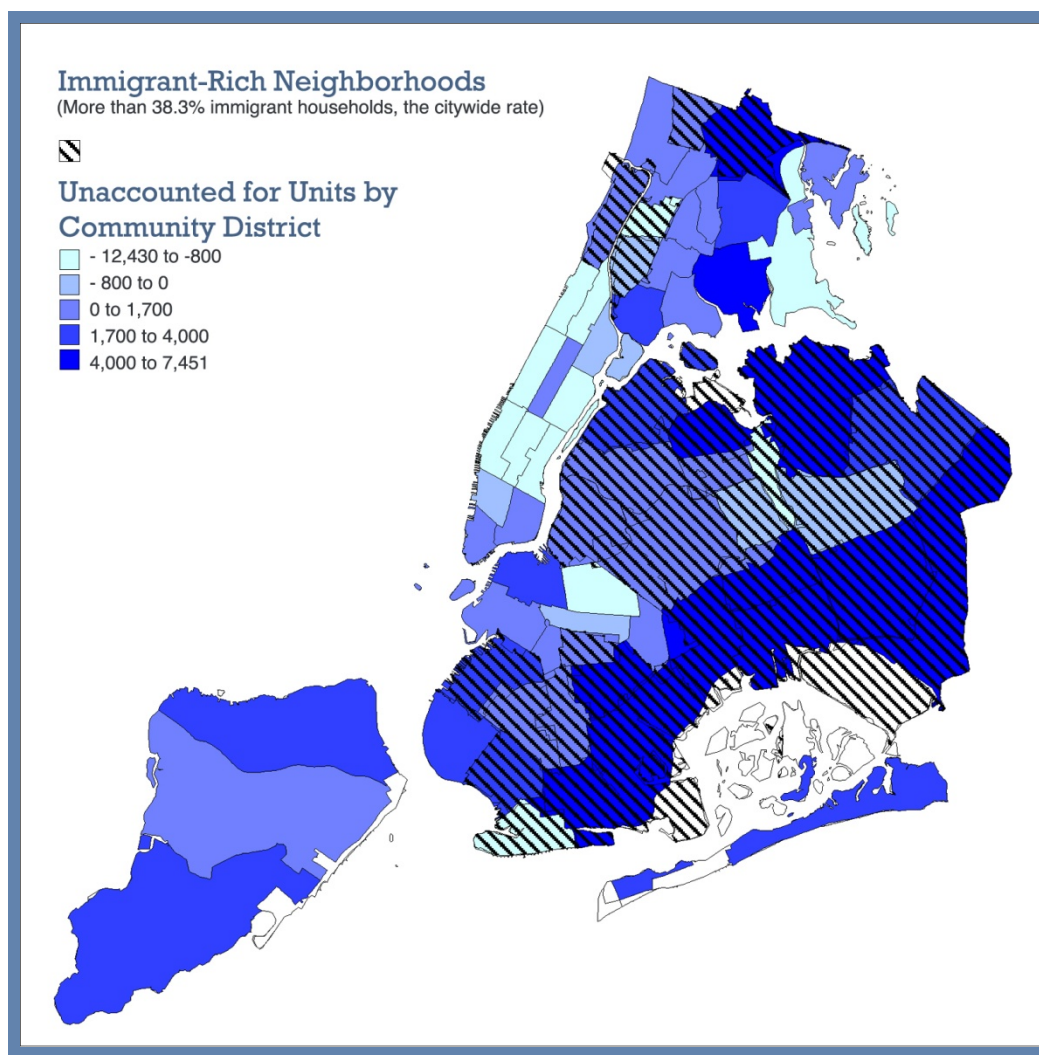 Immigrant-Rich Neighborhoods
(More than 38.3% immigrant households, the citywide rate)
Unaccounted for Units by
Community District
- 12,430 to -800
- 800 to 0
0 to 1,700
1,700 to 4,000
4,000 to 7,451